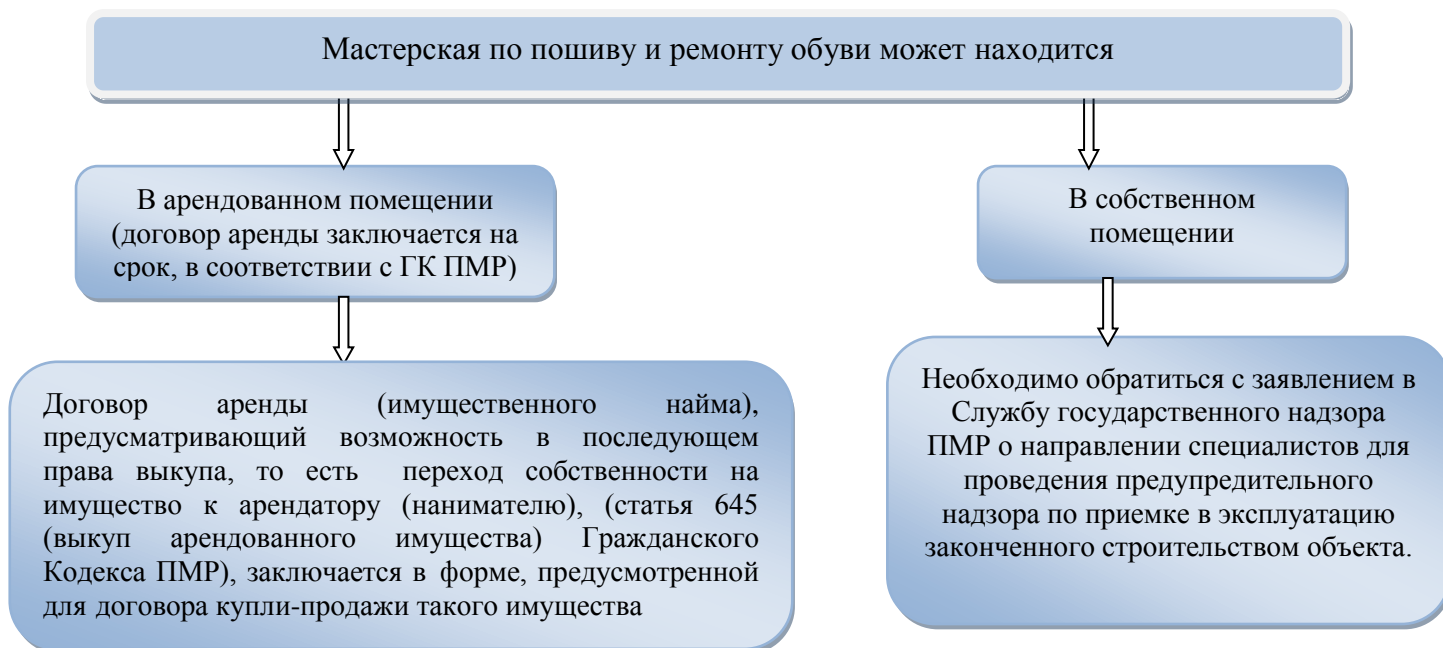 Мастерская по пошиву и ремонту обуви может находится
В арендованном помещении
(договор аренды заключается на
срок, в соответствии с ГК ПМР)
В собственном
помещении
Договор аренды (имущественного найма),
предусматривающий возможность в последующем
права выкупа, то есть переход собственности на
имущество к арендатору (нанимателю), (статья 645
(выкуп арендованного имущества) Гражданского
Кодекса ПМР), заключается в форме, предусмотренной
для договора купли-продажи такого имущества
Необходимо обратиться с заявлением в
Службу государственного надзора
ПМР о направлении специалистов для
проведения предупредительного
надзора по приемке в эксплуатацию
законченного строительством объекта.